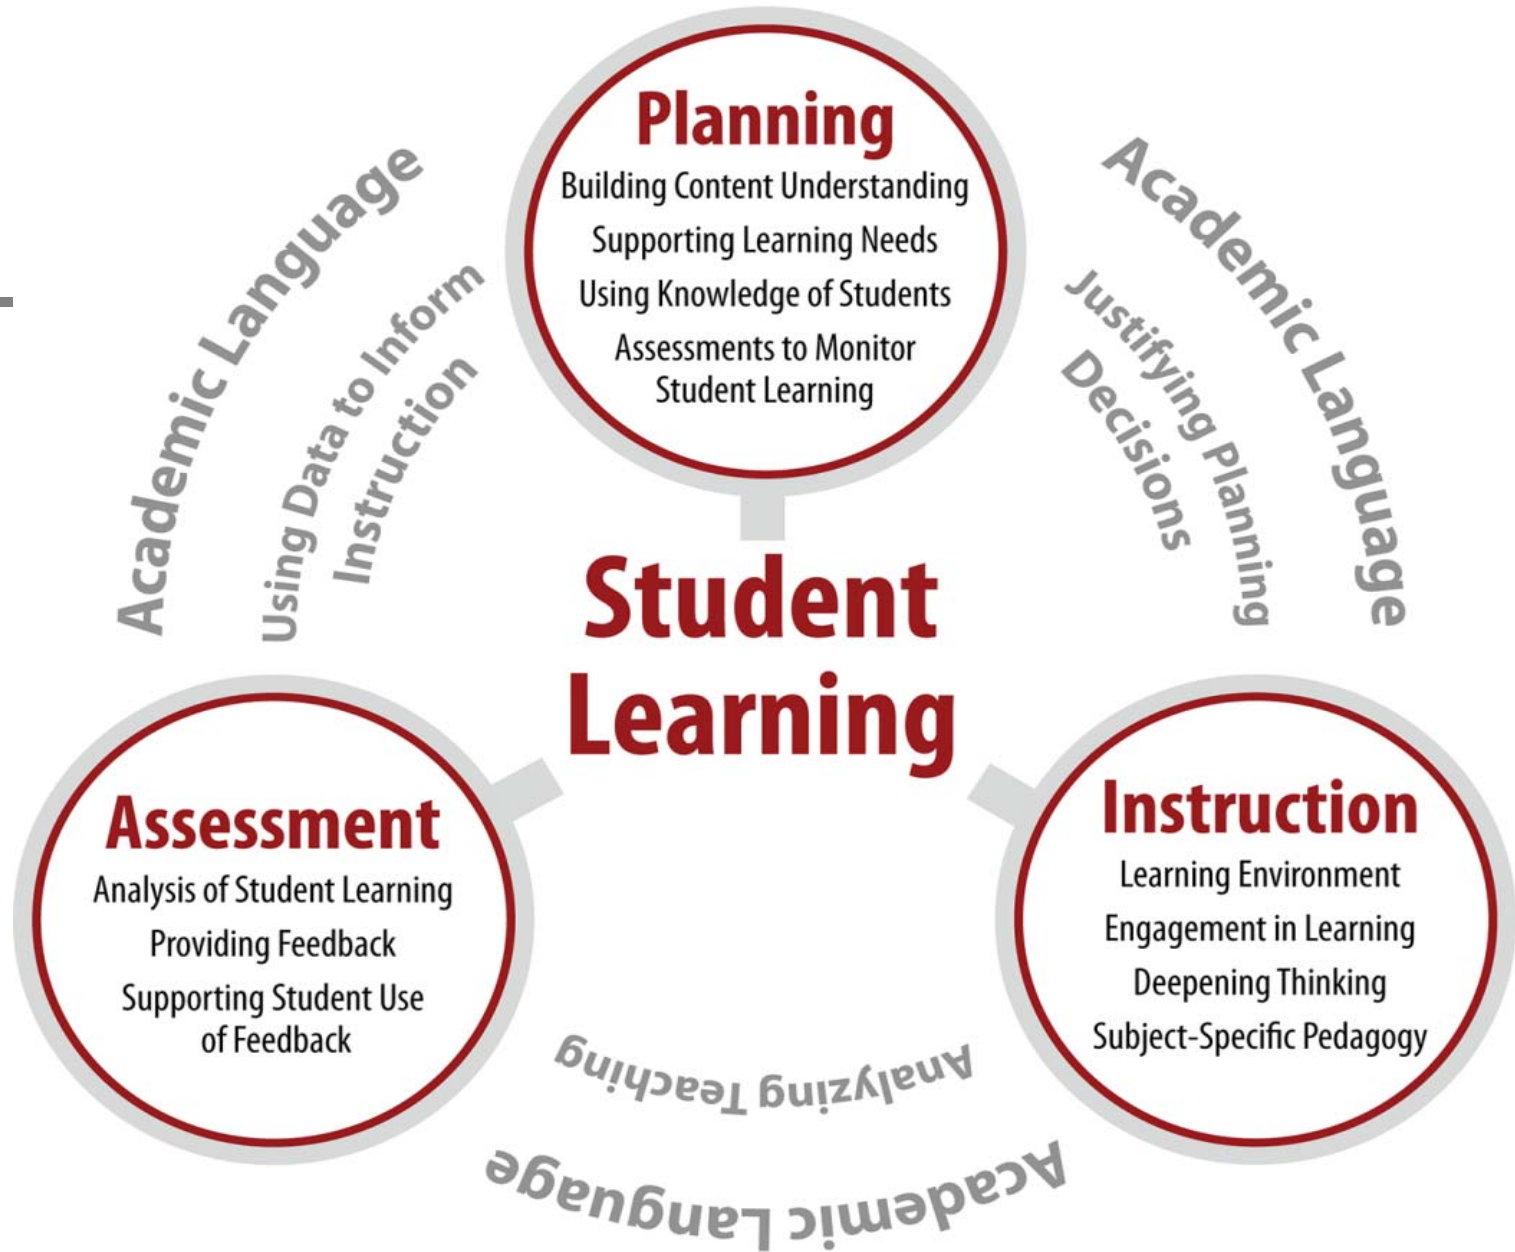 Planning
Building Content Understanding
Supporting Learning Needs
Using Knowledge of Students
Assessments to Monitor
Student Learning
Academic Language
Using Data to Inform
Instruction
Academic Language
Justifying Planning
Decisions
Student
Learning
Assessment
Analysis of Student Learning
Providing Feedback
Supporting Student Use
of Feedback
Instruction
Learning Environment
Engagement in Learning
Deepening Thinking
Subject-Specific Pedagogy
Analyzing Teaching
Academic Language